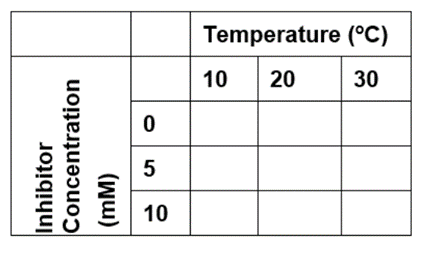 Temperature (°C)
10 20 30
Inhibitor
Concentration
(mM)
0
5
10